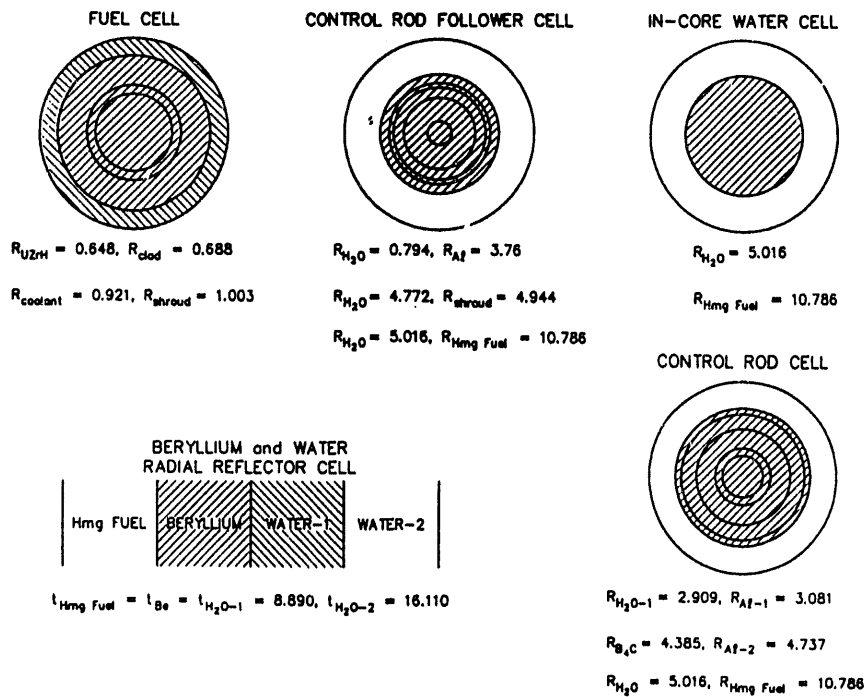 FUEL CELL
R_UZrH = 0.648, R_clad = 0.688
R_coolant = 0.921, R_shroud = 1.003
CONTROL ROD FOLLOWER CELL
R_H₂O = 0.794, R_Aℓ = 3.76
R_H₂O = 4.772, R_shroud = 4.944
R_H₂O = 5.016, R_Hmg Fuel = 10.786
IN-CORE WATER CELL
R_H₂O = 5.016
R_Hmg Fuel = 10.786
BERYLLIUM and WATER
RADIAL REFLECTOR CELL
Hmg FUEL BERYLLIUM WATER-1 WATER-2
t_Hmg Fuel = t_Be = t_H₂O-1 = 8.890, t_H₂O-2 = 16.110
CONTROL ROD CELL
R_H₂O-1 = 2.909, R_Aℓ-1 = 3.081
R_B₄C = 4.385, R_Aℓ-2 = 4.737
R_H₂O = 5.016, R_Hmg Fuel = 10.786